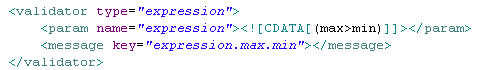 <validator type="expression">
    <param name="expression"><![CDATA[(max>min)]]></param>
    <message key="expression.max.min"></message>
</validator>